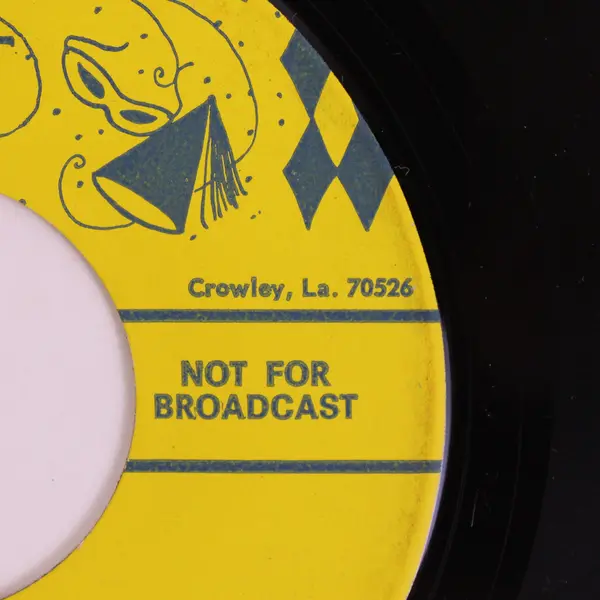 Crowley, La. 70526
NOT FOR
BROADCAST